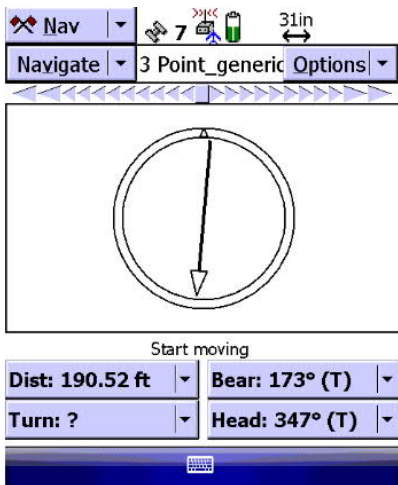 Nav
7
31in
Navigate
3 Point_generic
Options
Start moving
Dist: 190.52 ft
Bear: 173° (T)
Turn: ?
Head: 347° (T)